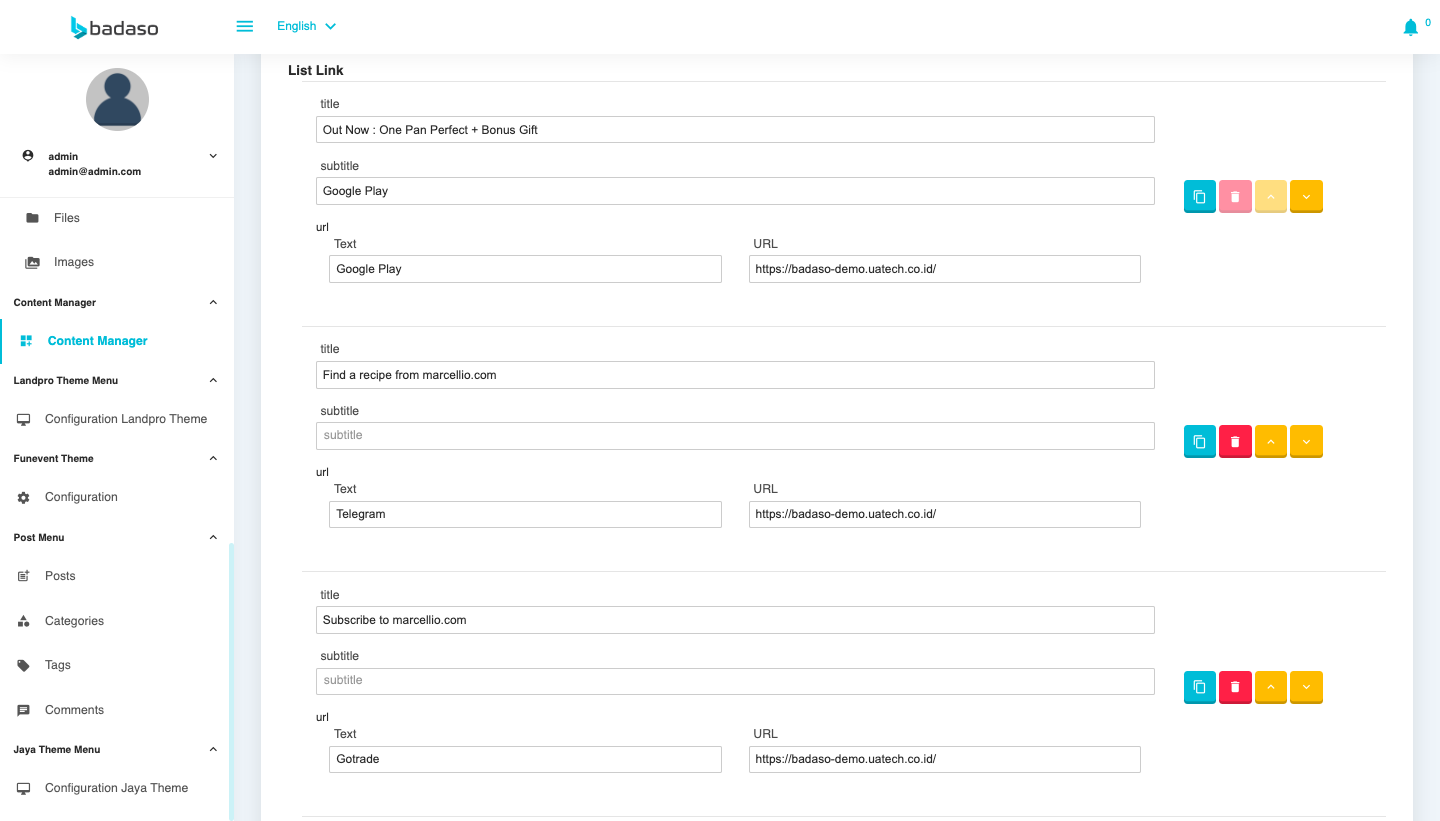 badaso
English
0
admin
admin@admin.com
Files
Images
Content Manager
Content Manager
Landpro Theme Menu
Configuration Landpro Theme
Funevent Theme
Configuration
Post Menu
Posts
Categories
Tags
Comments
Jaya Theme Menu
Configuration Jaya Theme
List Link
title
Out Now : One Pan Perfect + Bonus Gift
subtitle
Google Play
url
Text URL
Google Play https://badaso-demo.uatech.co.id/
title
Find a recipe from marcellio.com
subtitle
subtitle
url
Text URL
Telegram https://badaso-demo.uatech.co.id/
title
Subscribe to marcellio.com
subtitle
subtitle
url
Text URL
Gotrade https://badaso-demo.uatech.co.id/